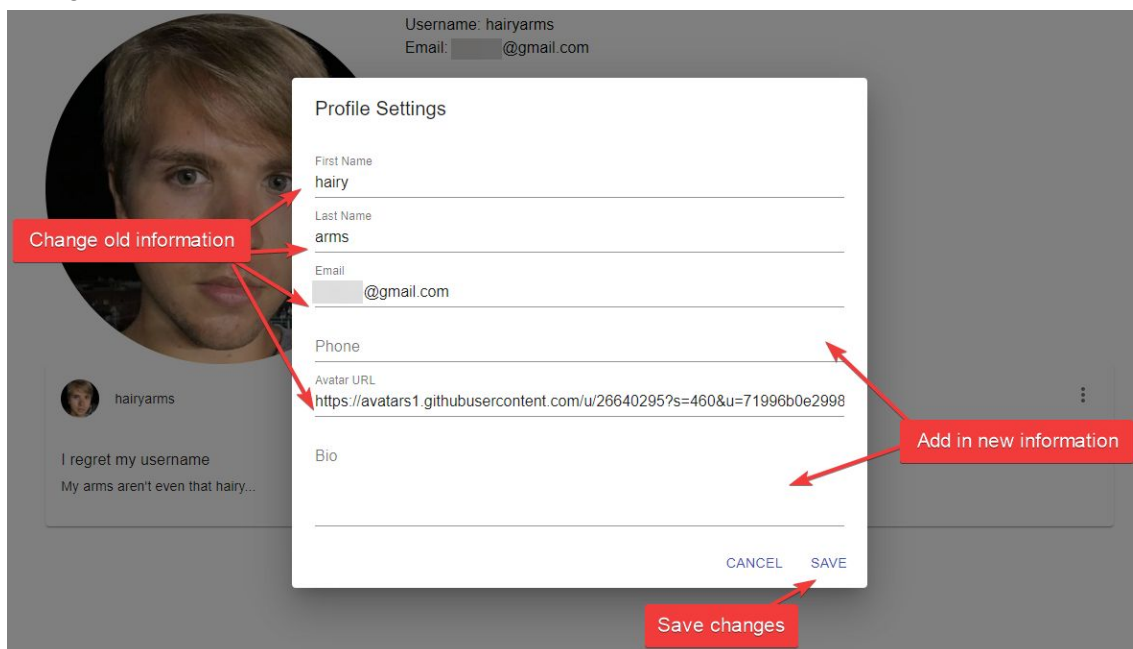 Username: hairyarms
Email: @gmail.com
Profile Settings
First Name
hairy
Last Name
arms
Change old information
Email
@gmail.com
Phone
Avatar URL
https://avatars1.githubusercontent.com/u/26640295?s=460&u=71996b0e2998
hairyarms
Add in new information
Bio
I regret my username
My arms aren't even that hairy...
CANCEL SAVE
Save changes